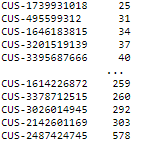 CUS-1739931018 25
CUS-495599312 31
CUS-1646183815 34
CUS-3201519139 37
CUS-3395687666 40
...
CUS-1614226872 259
CUS-3378712515 260
CUS-3026014945 292
CUS-2142601169 303
CUS-2487424745 578